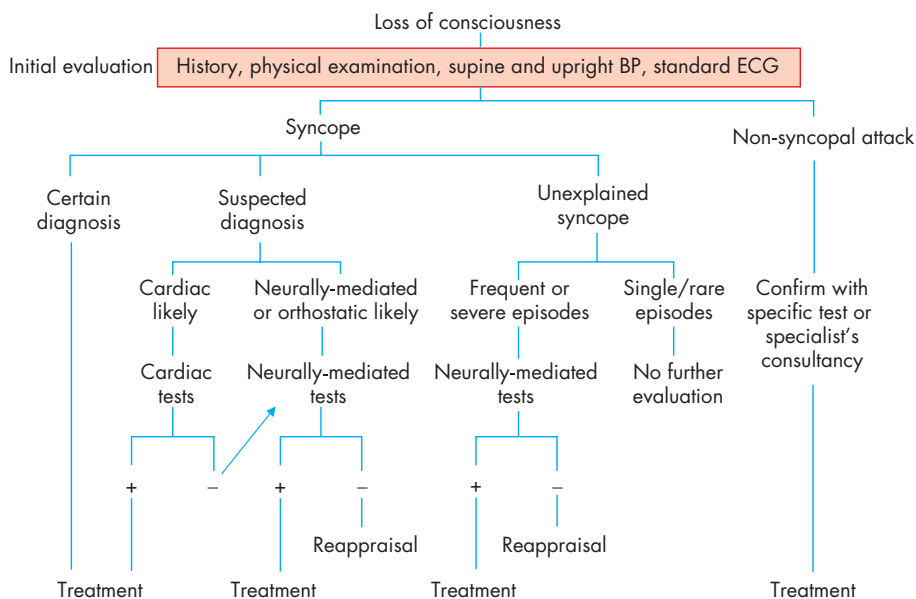 Loss of consciousness
Initial evaluation
History, physical examination, supine and upright BP, standard ECG
Syncope
Non-syncopal attack
Certain
diagnosis
Suspected
diagnosis
Unexplained
syncope
Cardiac
likely
Neurally-mediated
or orthostatic likely
Frequent or
severe episodes
Single/rare
episodes
Confirm with
specific test or
specialist's
consultancy
Cardiac
tests
Neurally-mediated
tests
Neurally-mediated
tests
No further
evaluation
+
–
+
–
+
–
Reappraisal
Reappraisal
Treatment
Treatment
Treatment
Treatment